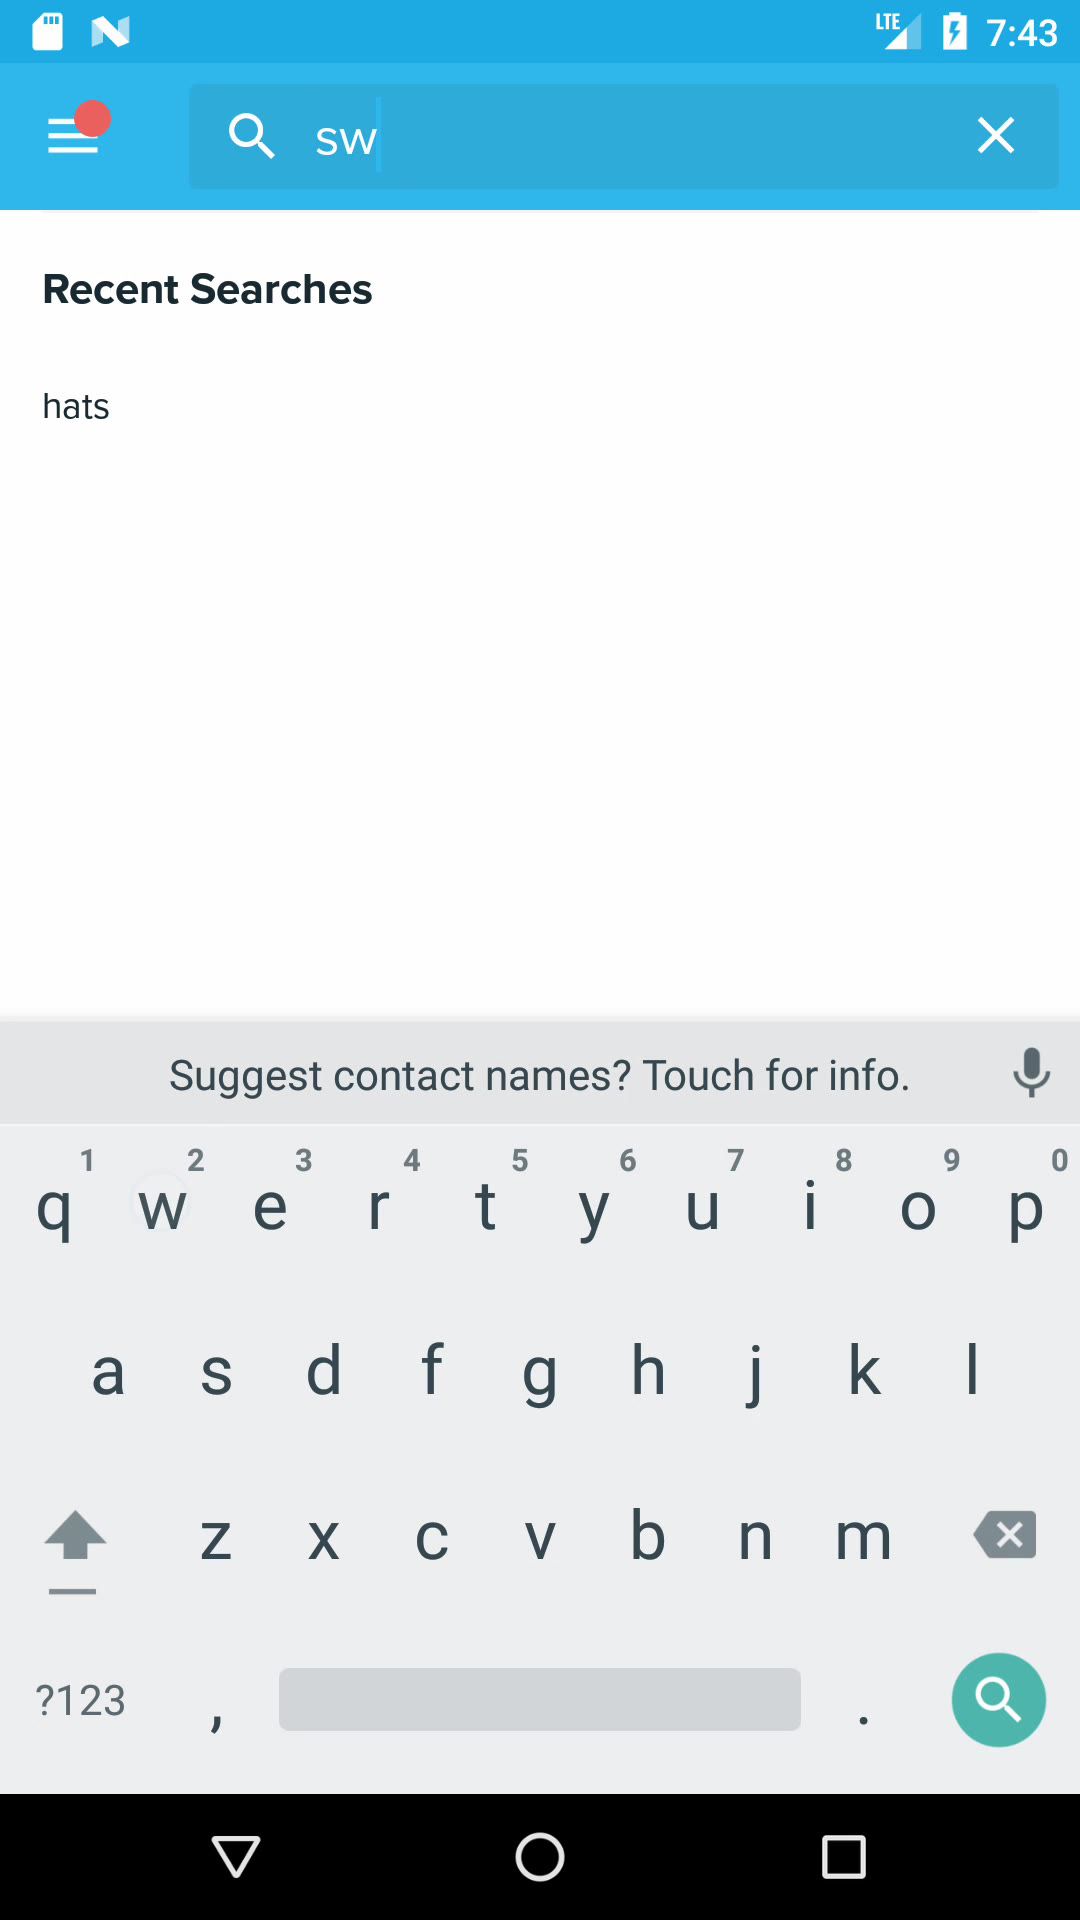 LTE 7:43
sw
Recent Searches
hats
Suggest contact names? Touch for info.
1 2 3 4 5 6 7 8 9 0
q w e r t y u i o p
a s d f g h j k l
z x c v b n m
?123 , .